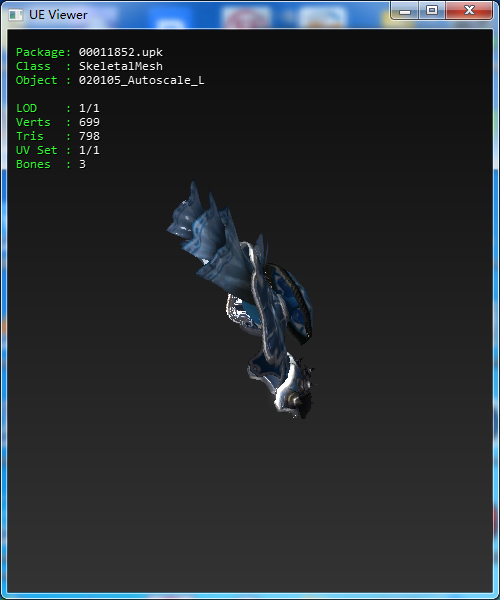 UE Viewer
Package: 00011852.upk
Class : SkeletalMesh
Object : 020105_Autoscale_L
LOD : 1/1
Verts : 699
Tris : 798
UV Set : 1/1
Bones : 3